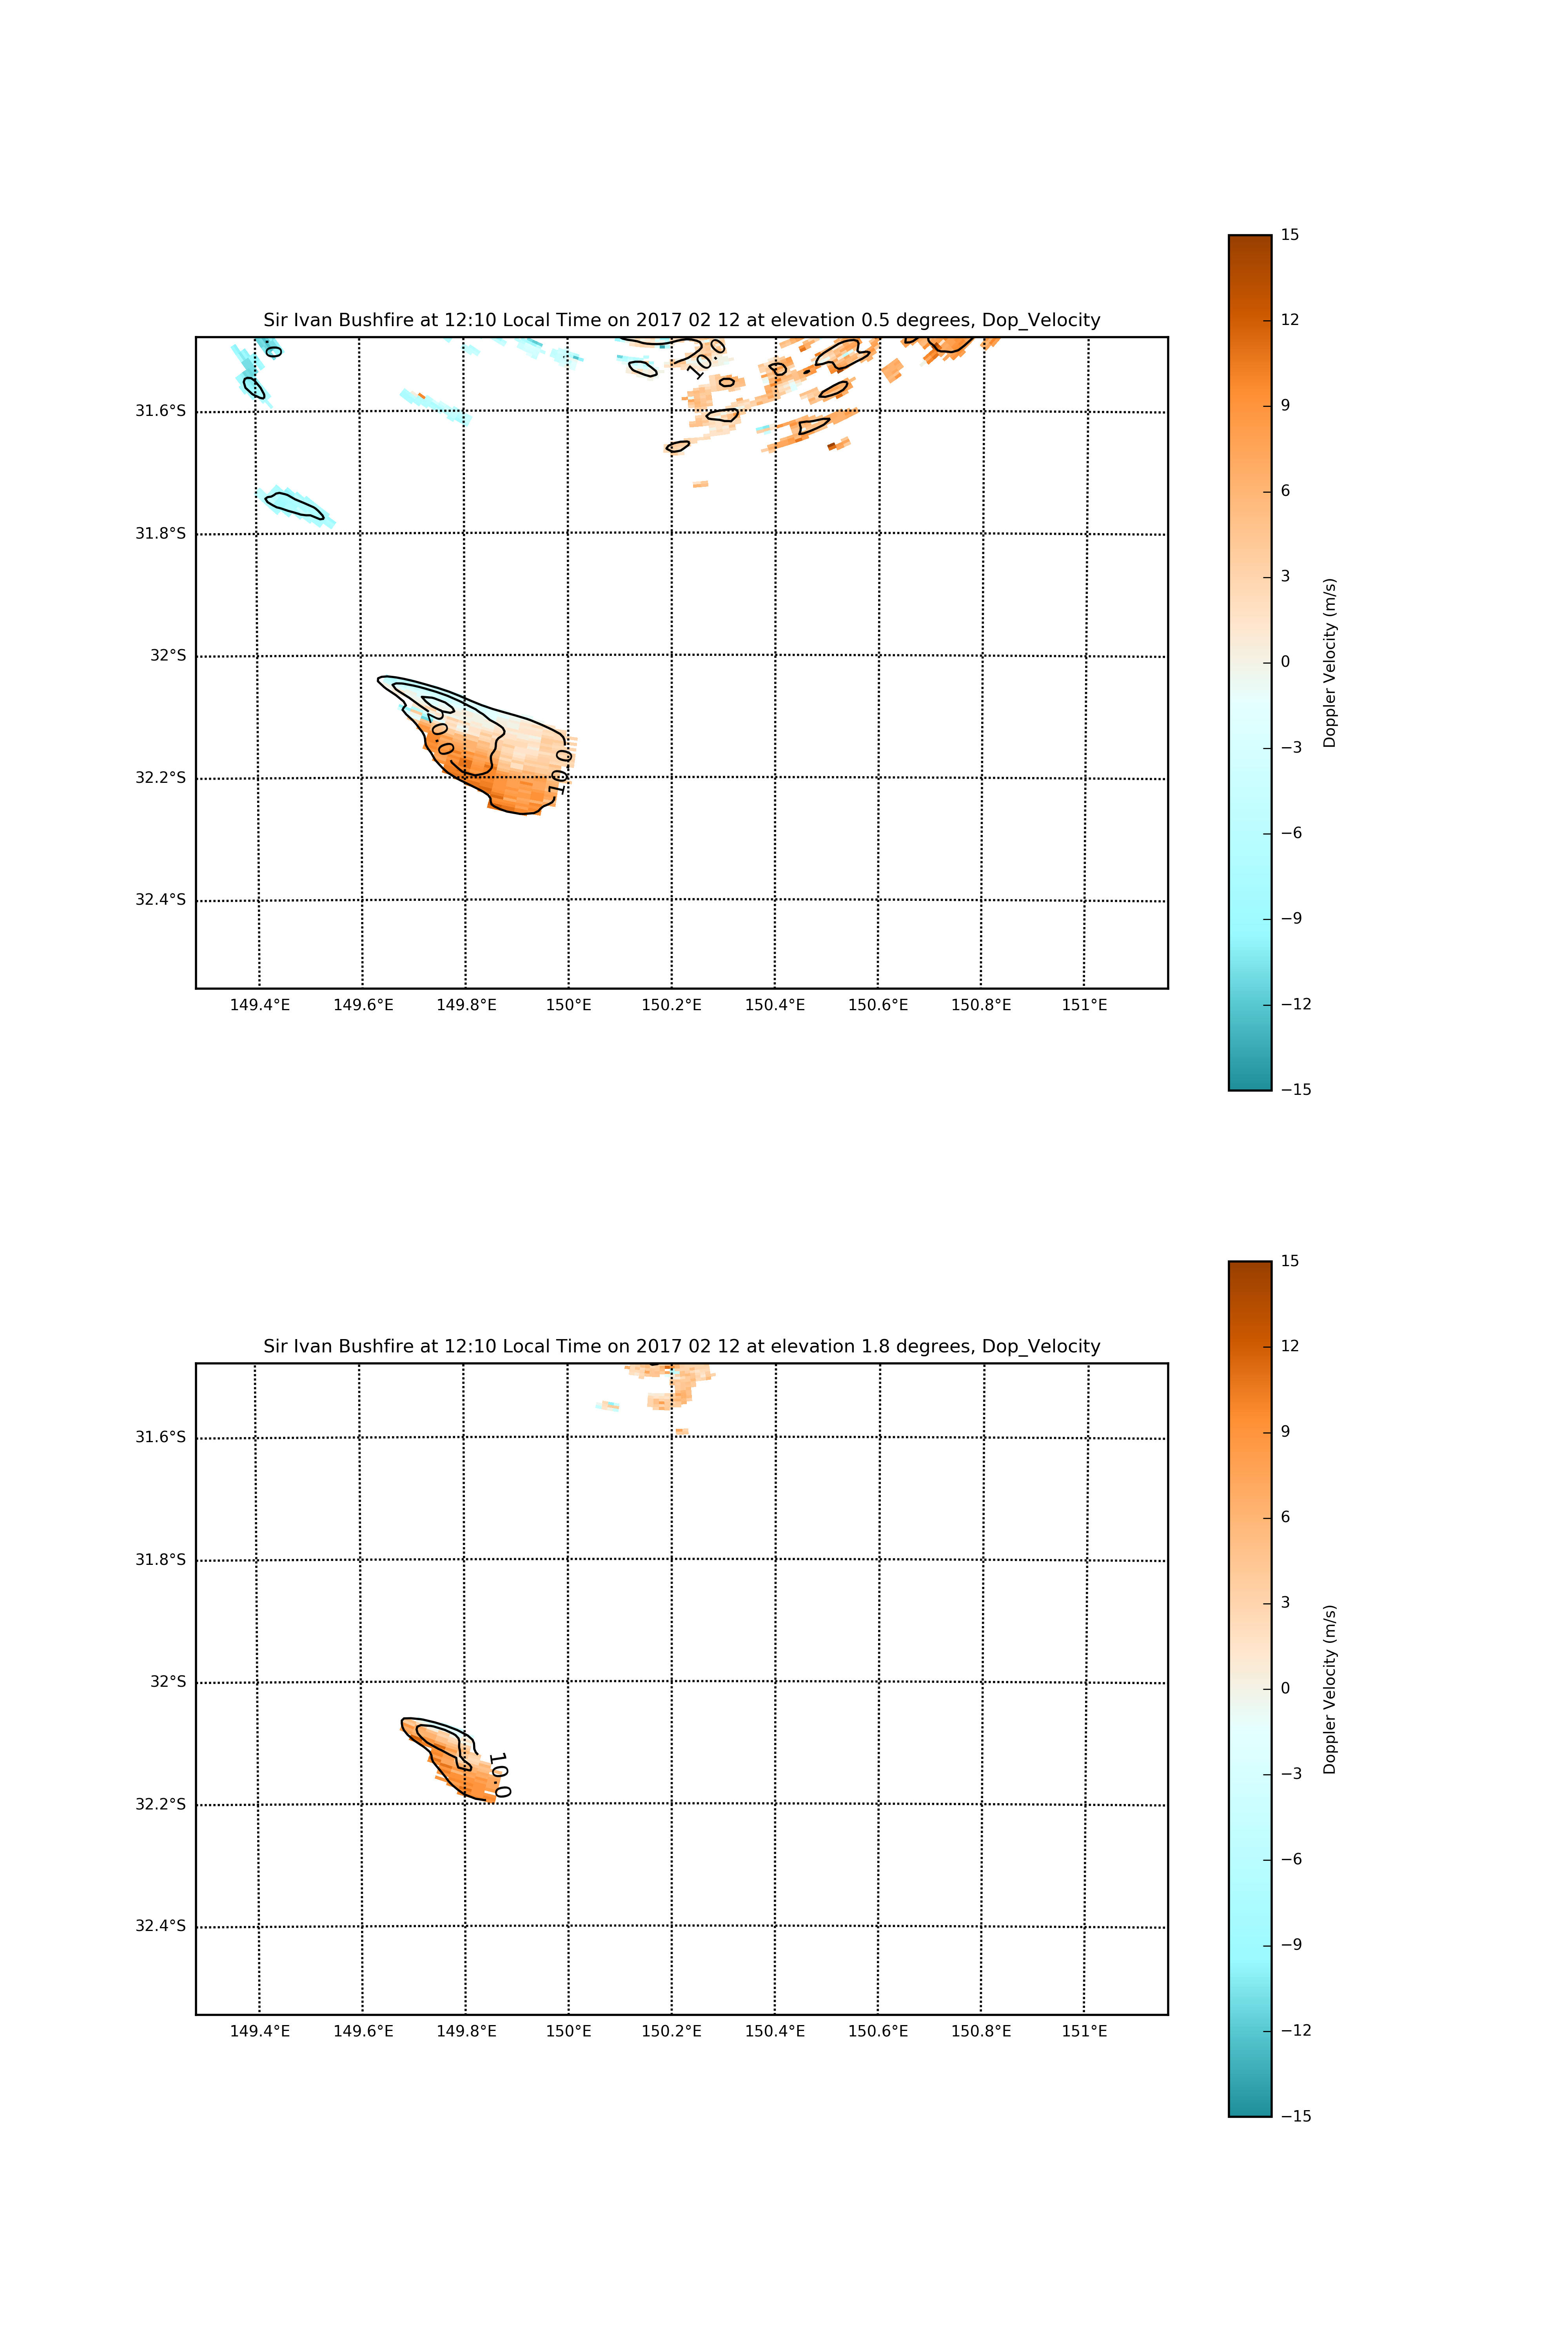 Sir Ivan Bushfire at 12:10 Local Time on 2017 02 12 at elevation 0.5 degrees, Dop_Velocity
31.6°S
31.8°S
32°S
32.2°S
32.4°S
149.4°E 149.6°E 149.8°E 150°E 150.2°E 150.4°E 150.6°E 150.8°E 151°E
10.0
20.0
10.0
15
12
9
6
3
0
−3
−6
−9
−12
−15
Doppler Velocity (m/s)
Sir Ivan Bushfire at 12:10 Local Time on 2017 02 12 at elevation 1.8 degrees, Dop_Velocity
31.6°S
31.8°S
32°S
32.2°S
32.4°S
149.4°E 149.6°E 149.8°E 150°E 150.2°E 150.4°E 150.6°E 150.8°E 151°E
10.0
15
12
9
6
3
0
−3
−6
−9
−12
−15
Doppler Velocity (m/s)